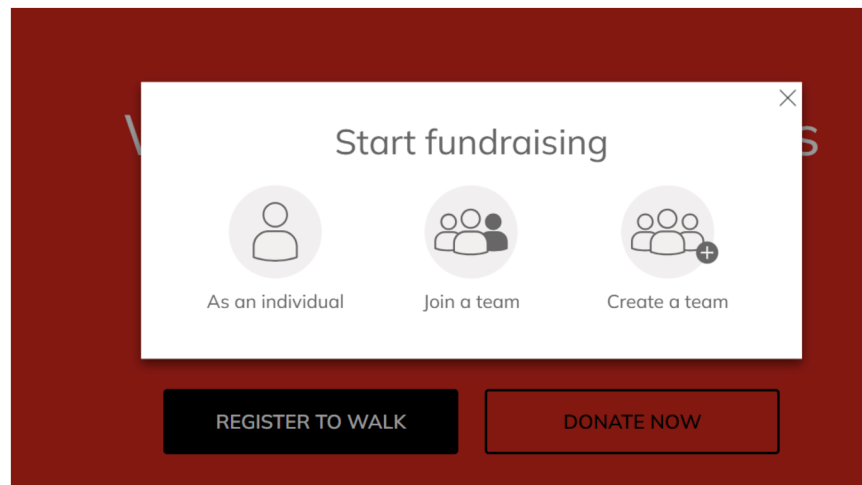 Start fundraising
As an individual
Join a team
Create a team
REGISTER TO WALK
DONATE NOW